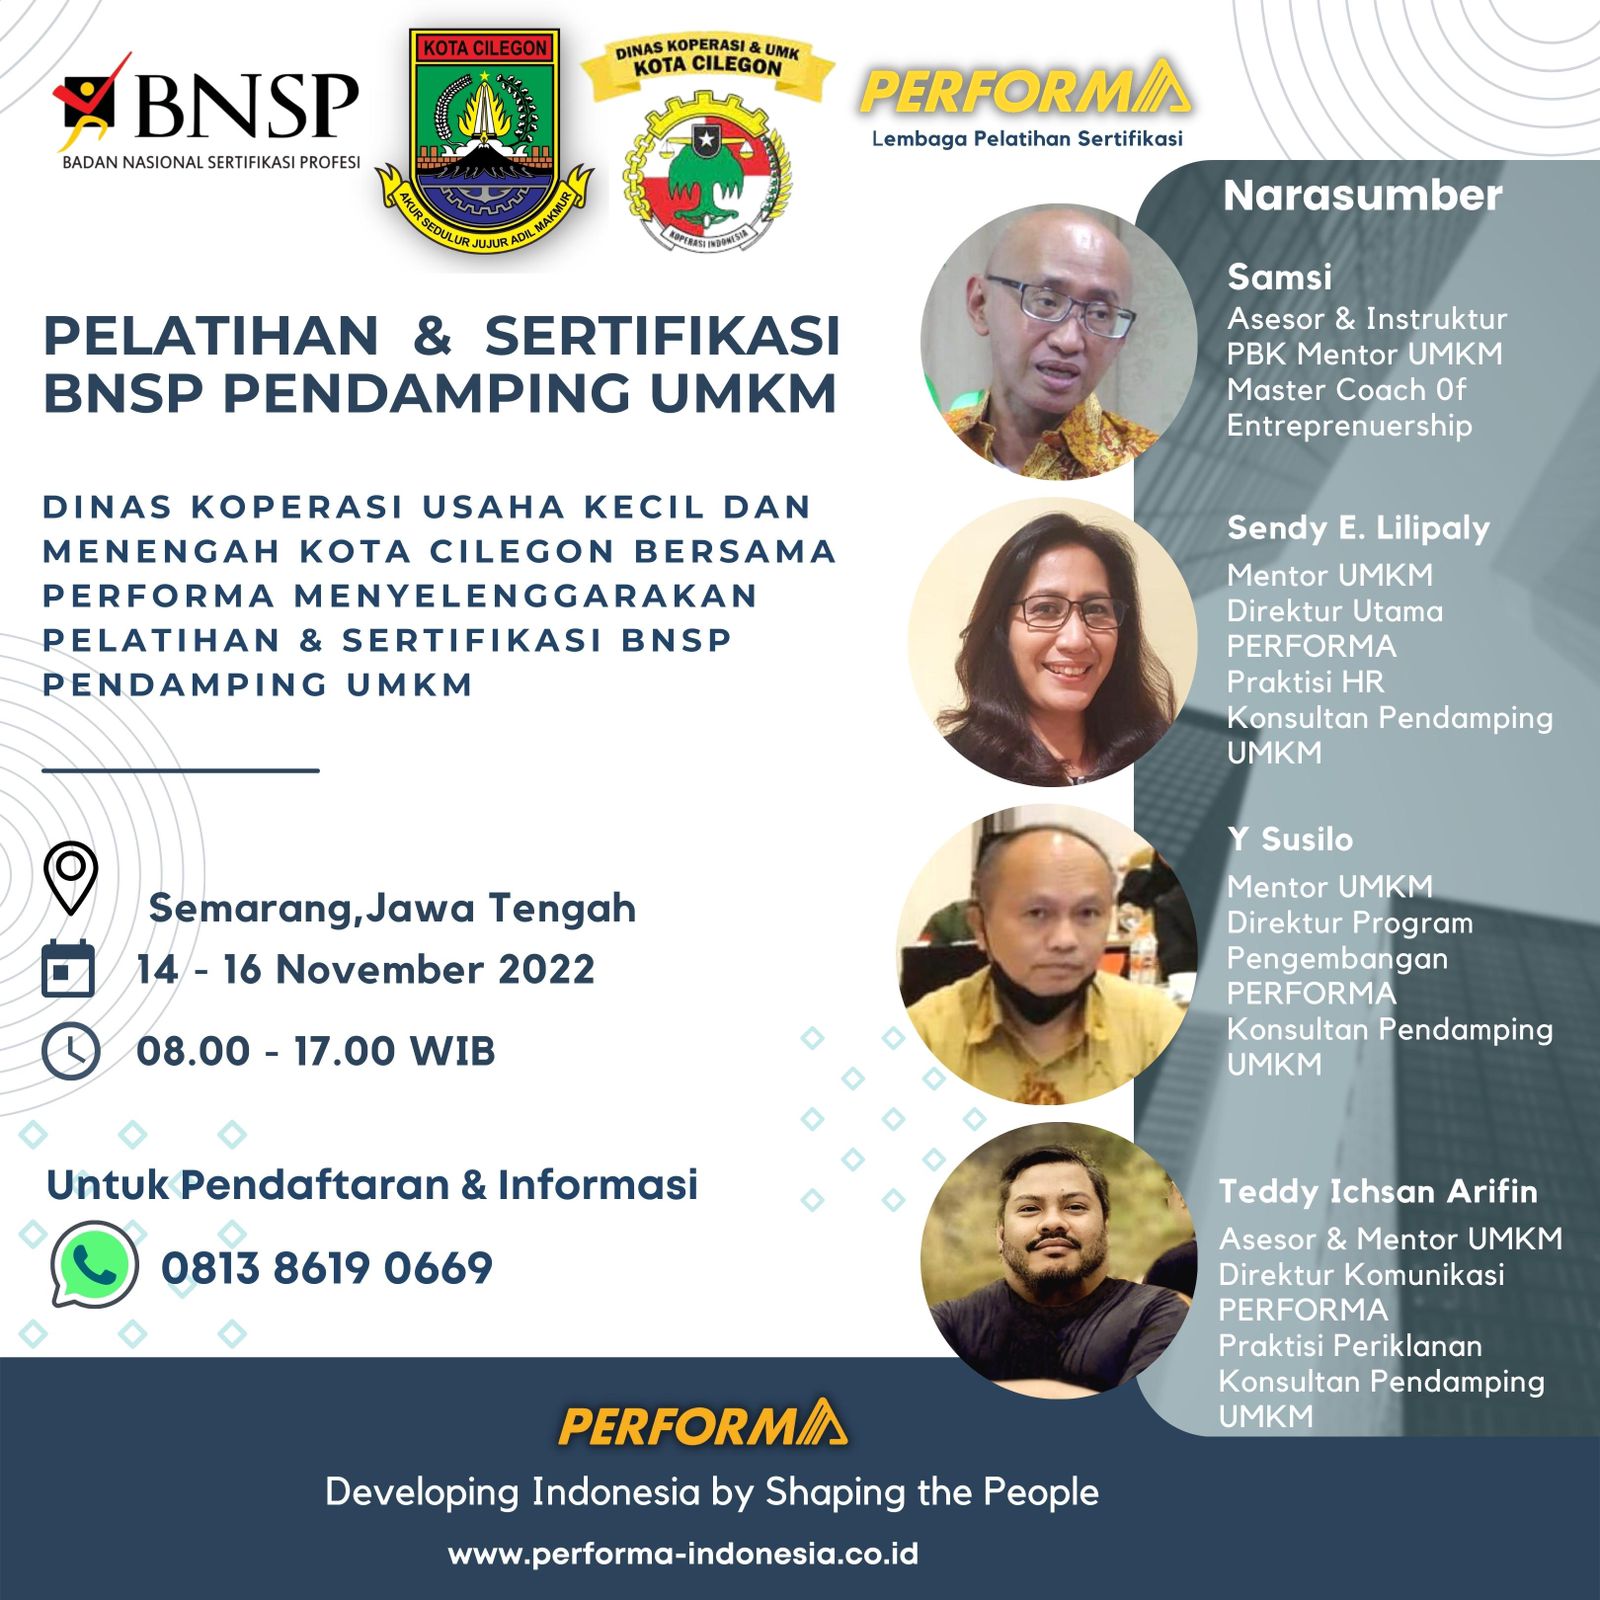 BNSP
BADAN NASIONAL SERTIFIKASI PROFESI
KOTA CILEGON
AKUR SEDULUR JUJUR ADIL MAKMUR
DINAS KOPERASI & UMK
KOTA CILEGON
KOPERASI INDONESIA
PERFORMA
Lembaga Pelatihan Sertifikasi
PELATIHAN & SERTIFIKASI
BNSP PENDAMPING UMKM
DINAS KOPERASI USAHA KECIL DAN
MENENGAH KOTA CILEGON BERSAMA
PERFORMA MENYELENGGARAKAN
PELATIHAN & SERTIFIKASI BNSP
PENDAMPING UMKM
Semarang,Jawa Tengah
14 - 16 November 2022
08.00 - 17.00 WIB
Untuk Pendaftaran & Informasi
0813 8619 0669
Narasumber
Samsi
Asesor & Instruktur
PBK Mentor UMKM
Master Coach 0f
Entreprenuership
Sendy E. Lilipaly
Mentor UMKM
Direktur Utama
PERFORMA
Praktisi HR
Konsultan Pendamping
UMKM
Y Susilo
Mentor UMKM
Direktur Program
Pengembangan
PERFORMA
Konsultan Pendamping
UMKM
Teddy Ichsan Arifin
Asesor & Mentor UMKM
Direktur Komunikasi
PERFORMA
Praktisi Periklanan
Konsultan Pendamping
UMKM
PERFORMA
Developing Indonesia by Shaping the People
www.performa-indonesia.co.id